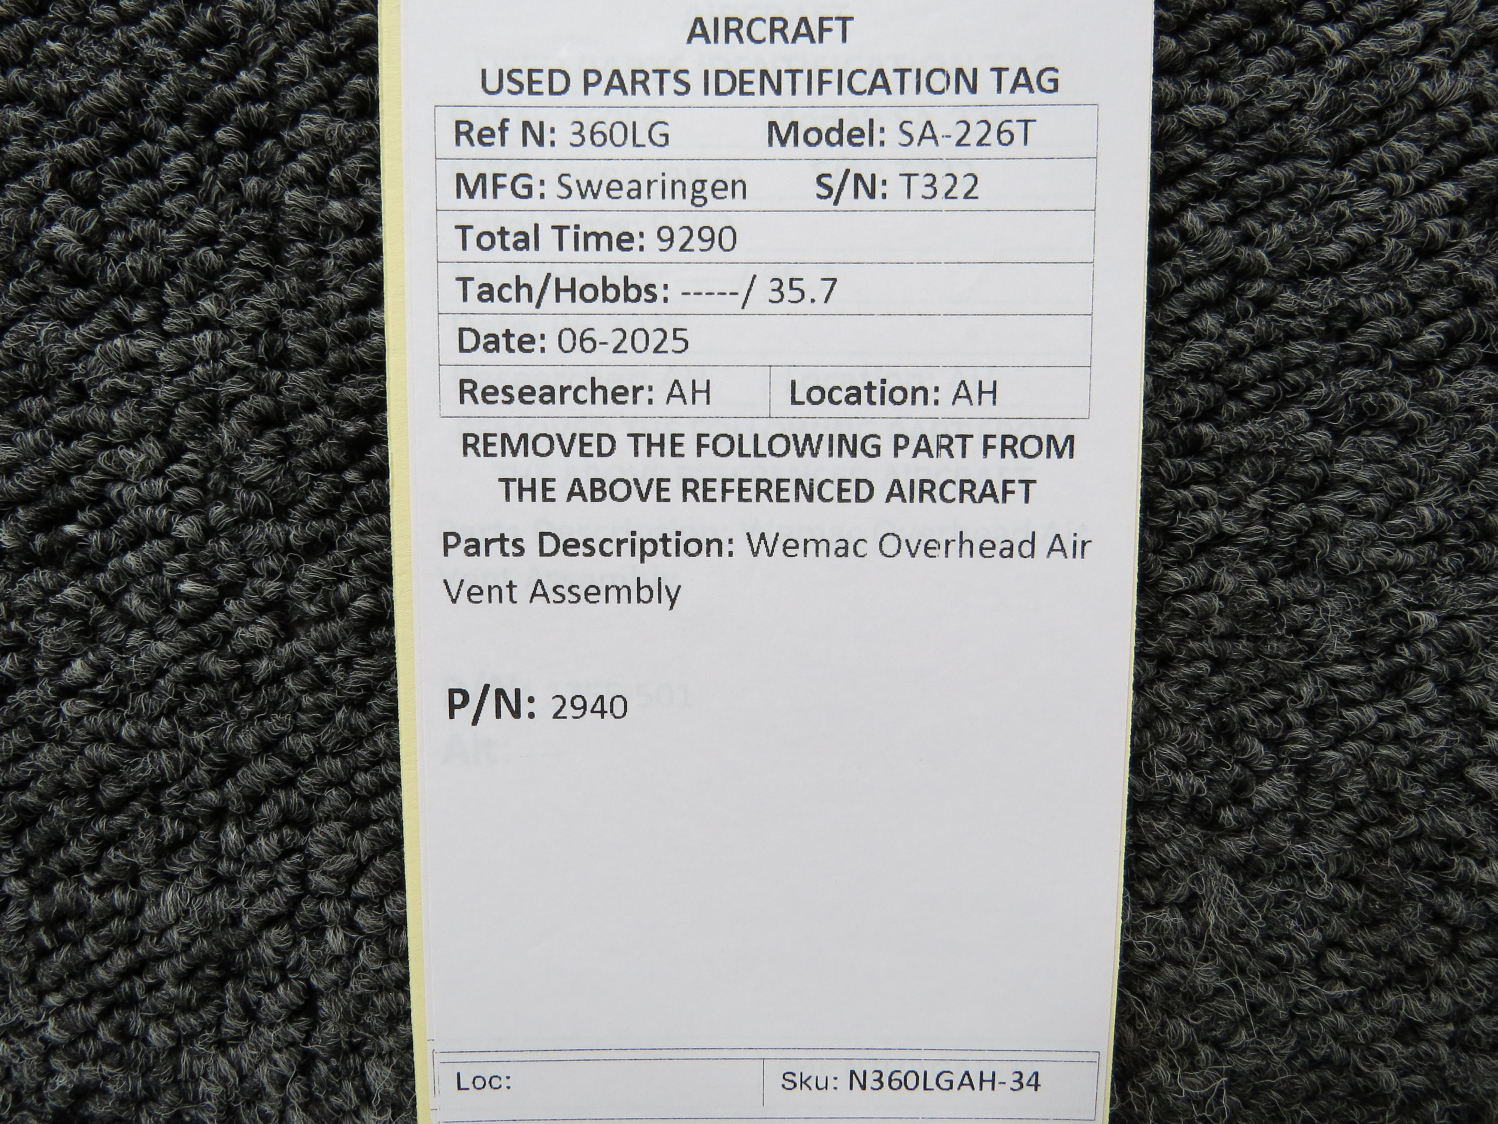 AIRCRAFT
USED PARTS IDENTIFICATION TAG
Ref N: 360LG Model: SA-226T
MFG: Swearingen S/N: T322
Total Time: 9290
Tach/Hobbs: -----/ 35.7
Date: 06-2025
Researcher: AH Location: AH
REMOVED THE FOLLOWING PART FROM
THE ABOVE REFERENCED AIRCRAFT
Parts Description: Wemac Overhead Air
Vent Assembly
P/N: 2940
Loc: Sku: N360LGAH-34